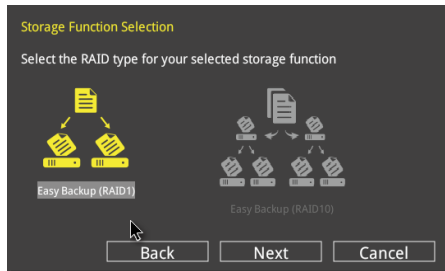 Storage Function Selection
Select the RAID type for your selected storage function
Easy Backup (RAID1)
Easy Backup (RAID10)
Back
Next
Cancel